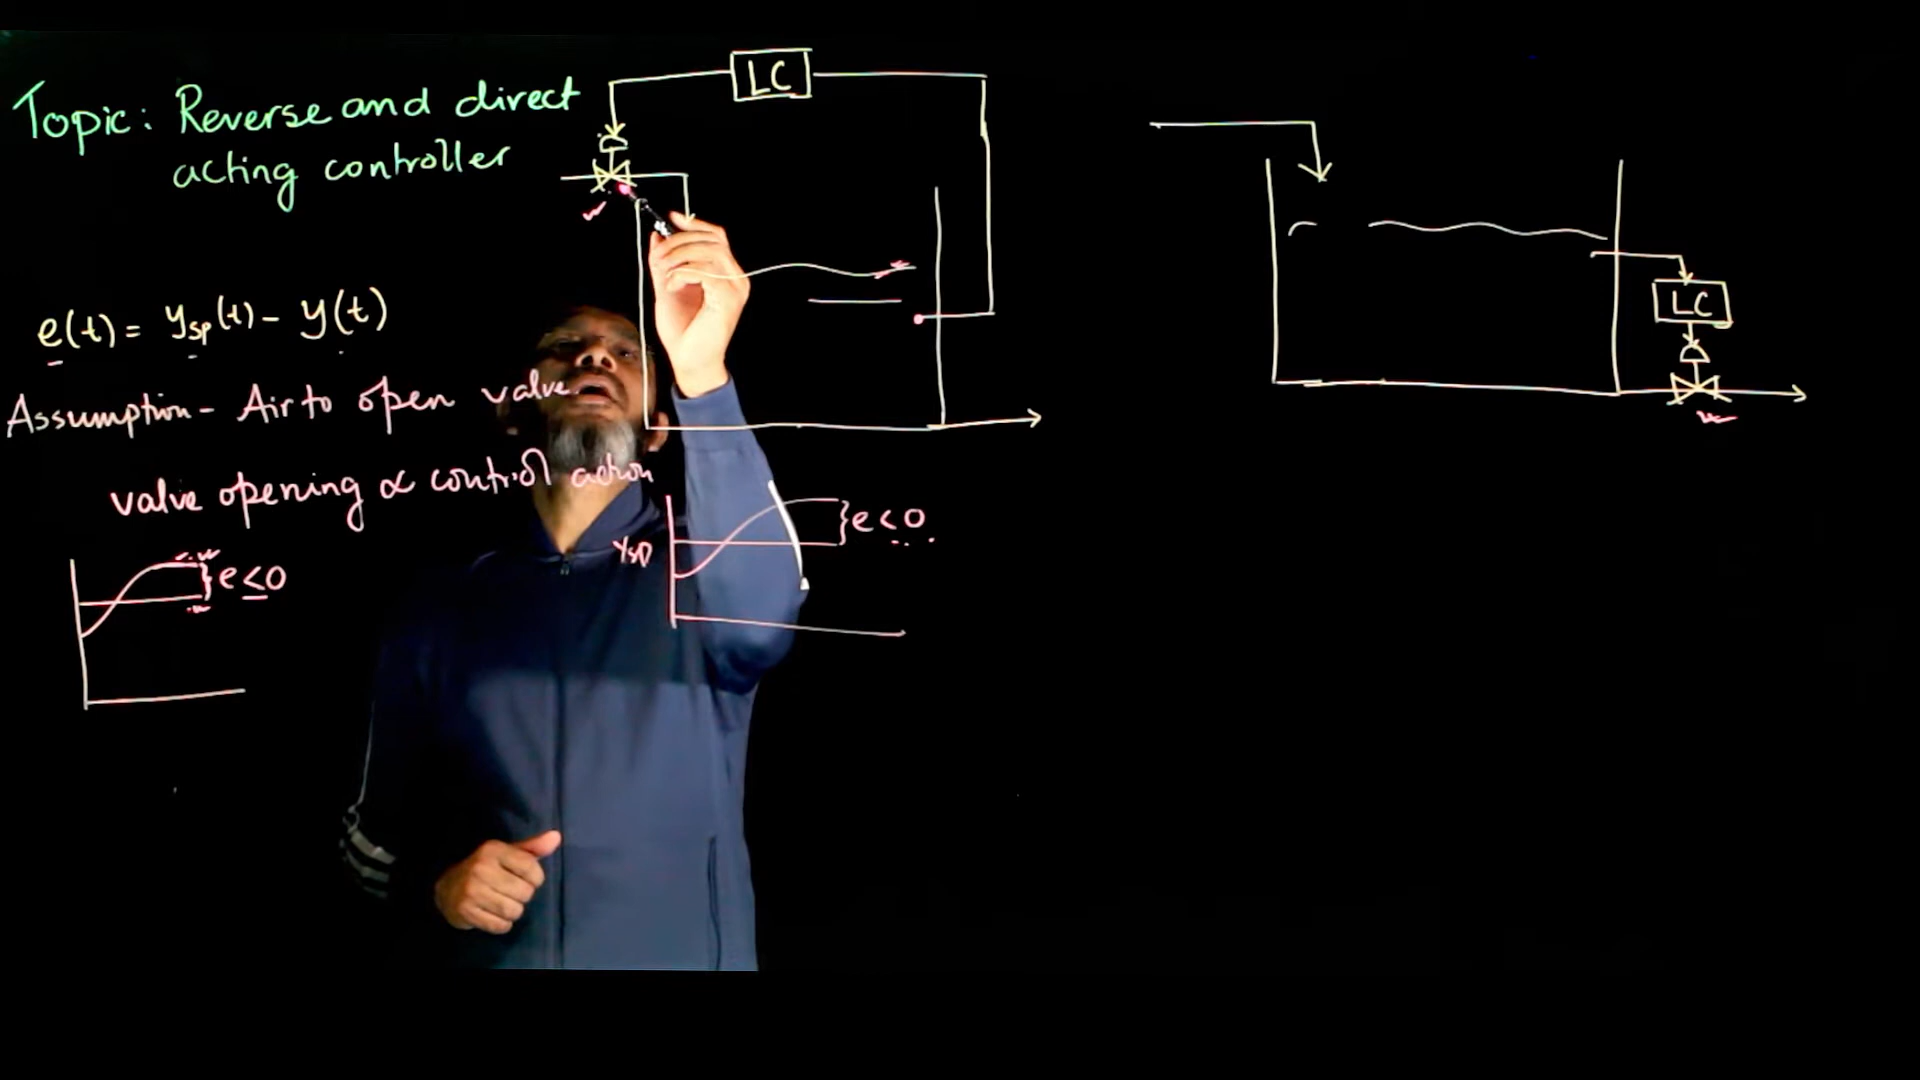 Topic: Reverse and direct
acting controller
LC
e(t) = ysp(t) - y(t)
Assumption - Air to open valve
valve opening ∝ control action
e ≤ 0
ysp
e < 0
LC